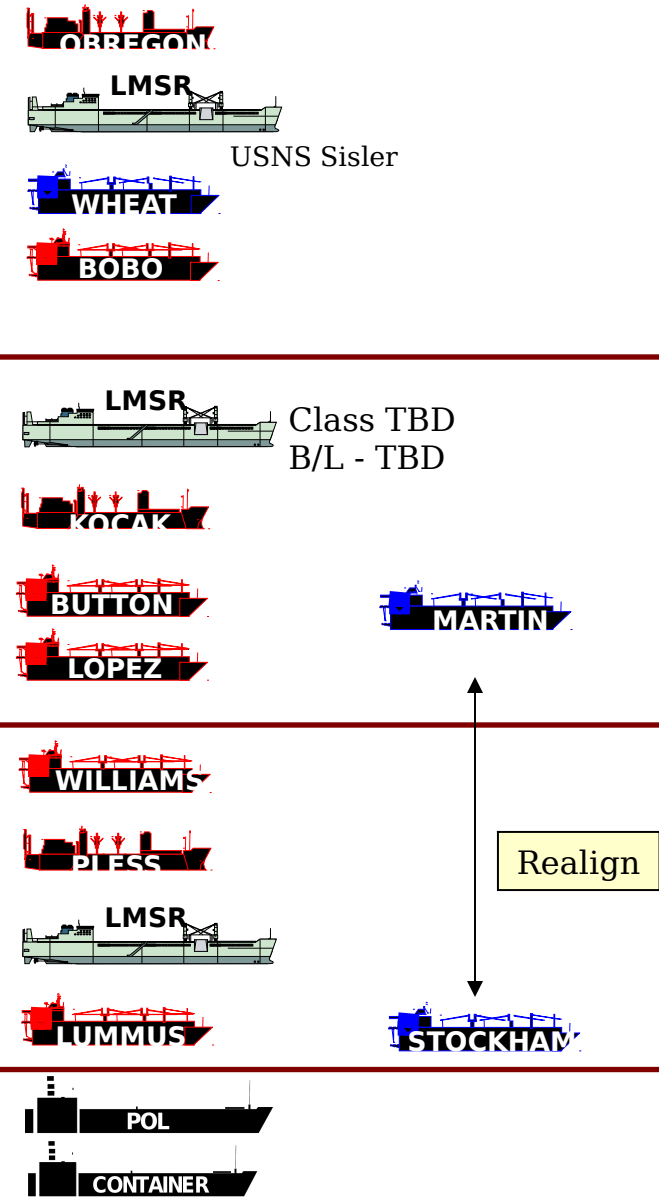 OBREGON
LMSR
USNS Sisler
WHEAT
BOBO
LMSR
Class TBD
B/L - TBD
KOCAK
BUTTON
MARTIN
LOPEZ
WILLIAMS
PLESS
Realign
LMSR
LUMMUS
STOCKHAM
POL
CONTAINER